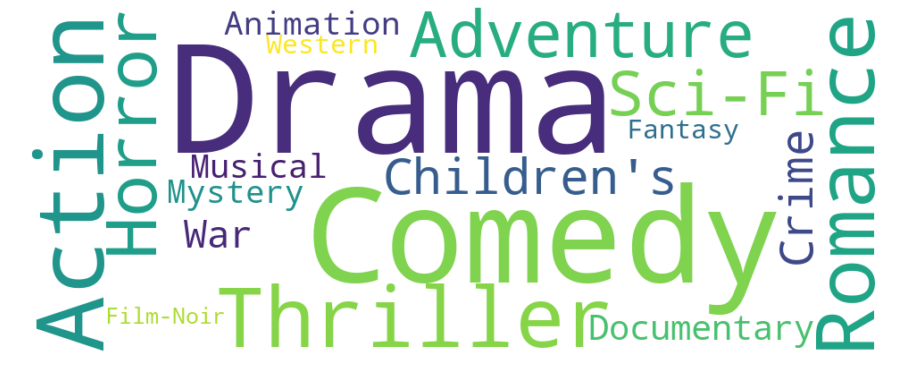 Action
Horror
Animation
Western
Adventure
Drama
Sci-Fi
Fantasy
Musical
Mystery
Children's
War
Comedy
Crime
Romance
Film-Noir
Thriller
Documentary